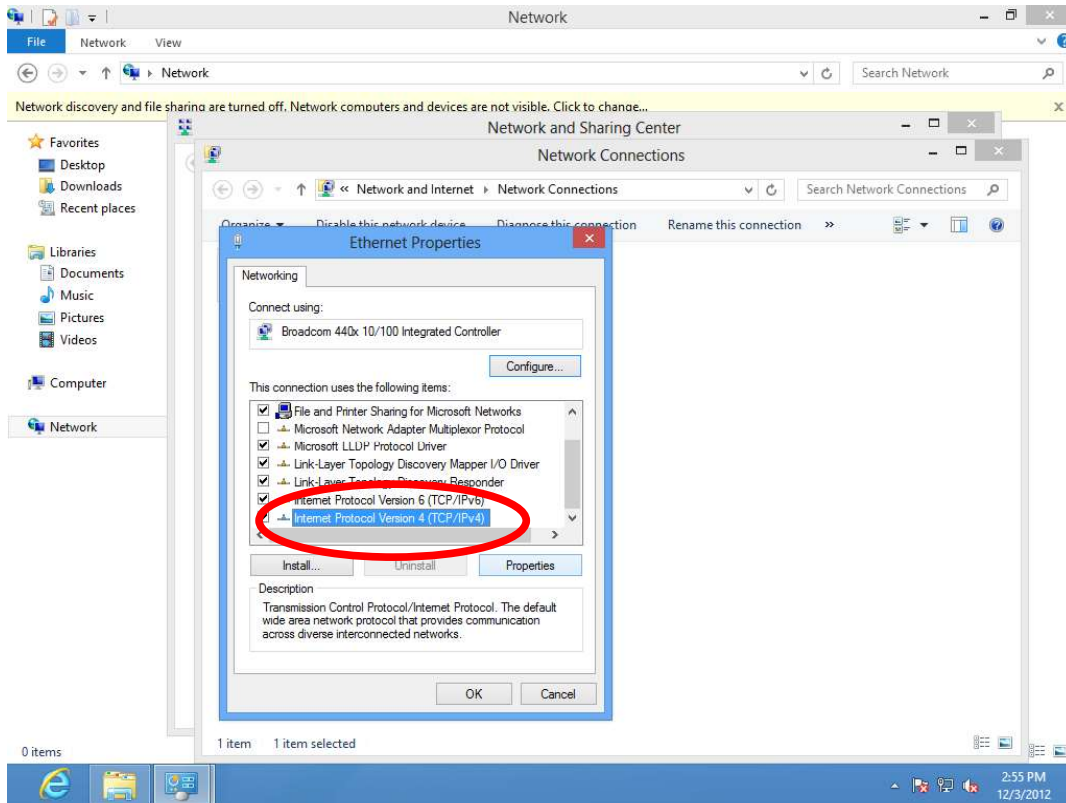 Network
File Network View
Network
Search Network
Network discovery and file sharing are turned off. Network computers and devices are not visible. Click to change...
Favorites
Desktop
Downloads
Recent places
Libraries
Documents
Music
Pictures
Videos
Computer
Network
Network and Sharing Center
Network Connections
« Network and Internet Network Connections
Search Network Connections
Organize Disable this network device Diagnose this connection Rename this connection »
Ethernet Properties
Networking
Connect using:
Broadcom 440x 10/100 Integrated Controller
Configure...
This connection uses the following items:
File and Printer Sharing for Microsoft Networks
Microsoft Network Adapter Multiplexor Protocol
Microsoft LLDP Protocol Driver
Link-Layer Topology Discovery Mapper I/O Driver
Link-Layer Topology Discovery Responder
Internet Protocol Version 6 (TCP/IPv6)
Internet Protocol Version 4 (TCP/IPv4)
Install... Uninstall Properties
Description
Transmission Control Protocol/Internet Protocol. The default
wide area network protocol that provides communication
across diverse interconnected networks.
OK Cancel
1 item 1 item selected
0 items
2:55 PM
12/3/2012